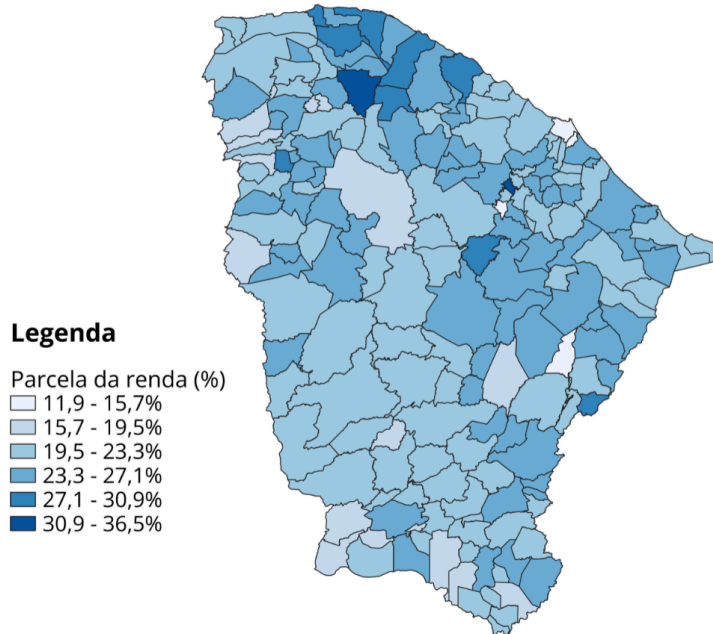 Legenda
Parcela da renda (%)
11,9 - 15,7%
15,7 - 19,5%
19,5 - 23,3%
23,3 - 27,1%
27,1 - 30,9%
30,9 - 36,5%